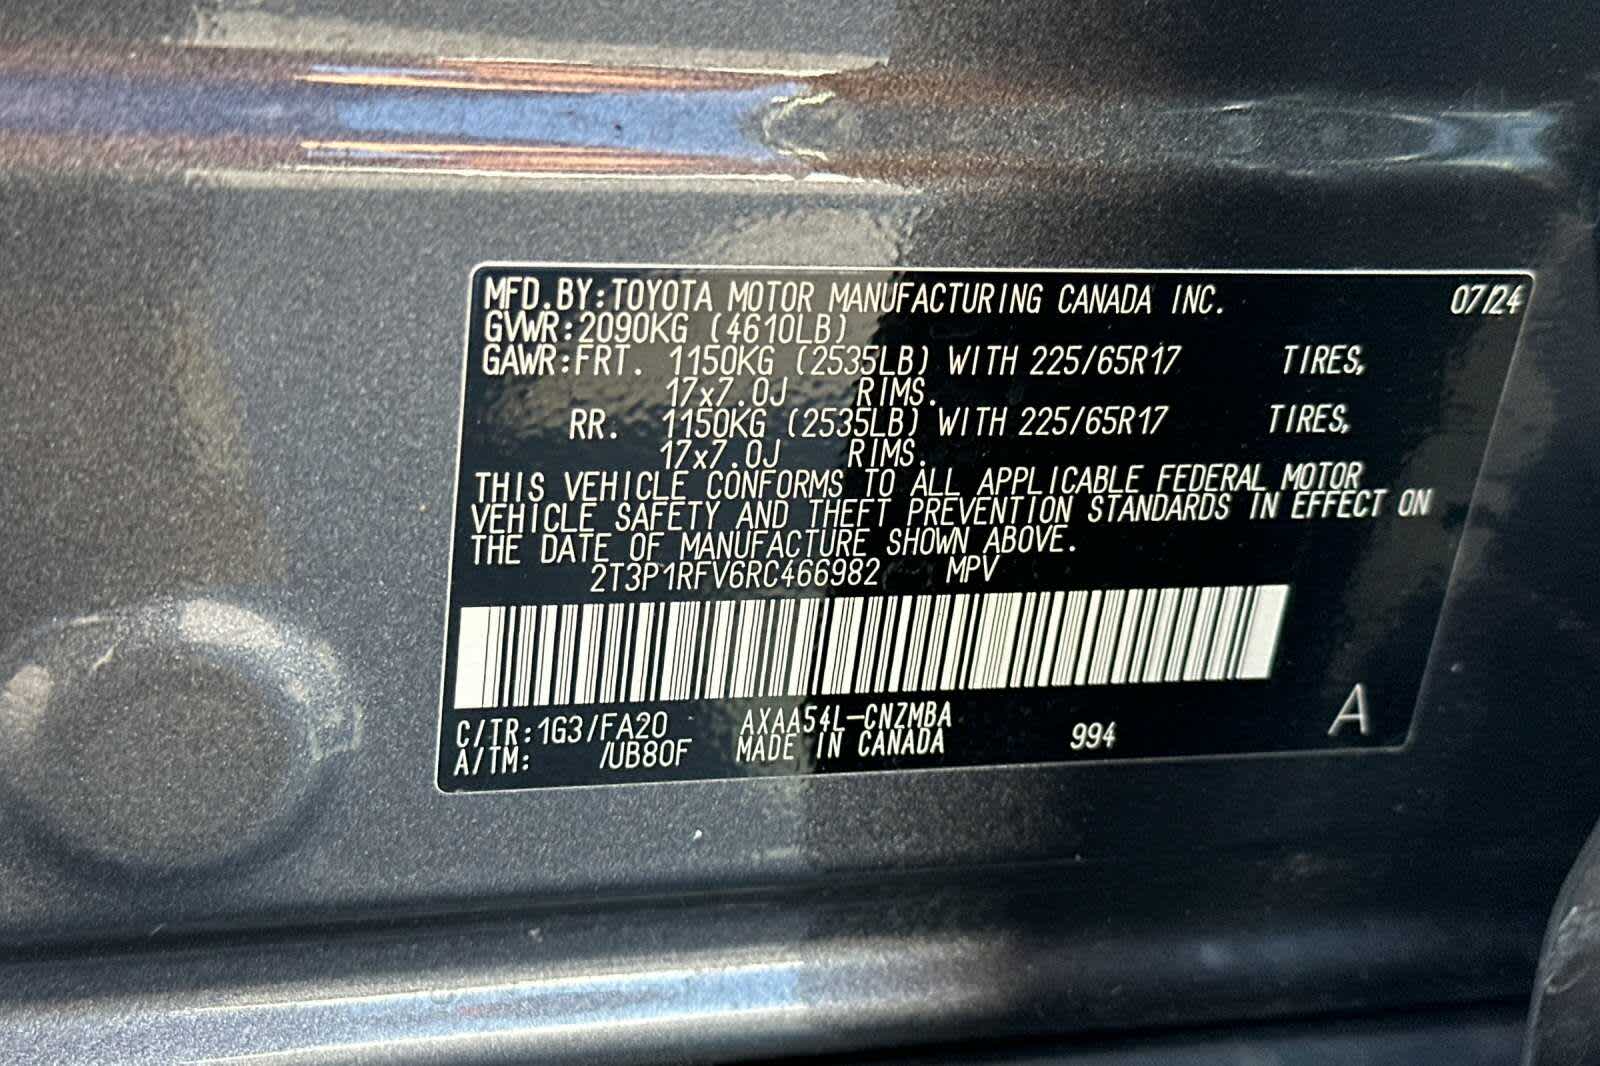 MFD.BY:TOYOTA MOTOR MANUFACTURING CANADA INC. 07/24
GVWR:2090KG (4610LB)
GAWR:FRT. 1150KG (2535LB) WITH 225/65R17 TIRES,
17x7.0J RIMS.
RR. 1150KG (2535LB) WITH 225/65R17 TIRES,
17x7.0J RIMS.
THIS VEHICLE CONFORMS TO ALL APPLICABLE FEDERAL MOTOR
VEHICLE SAFETY AND THEFT PREVENTION STANDARDS IN EFFECT ON
THE DATE OF MANUFACTURE SHOWN ABOVE.
2T3P1RFV6RC466982 MPV
C/TR:1G3/FA20 AXAA54L-CNZMBA
A/TM: /UB80F MADE IN CANADA 994 A